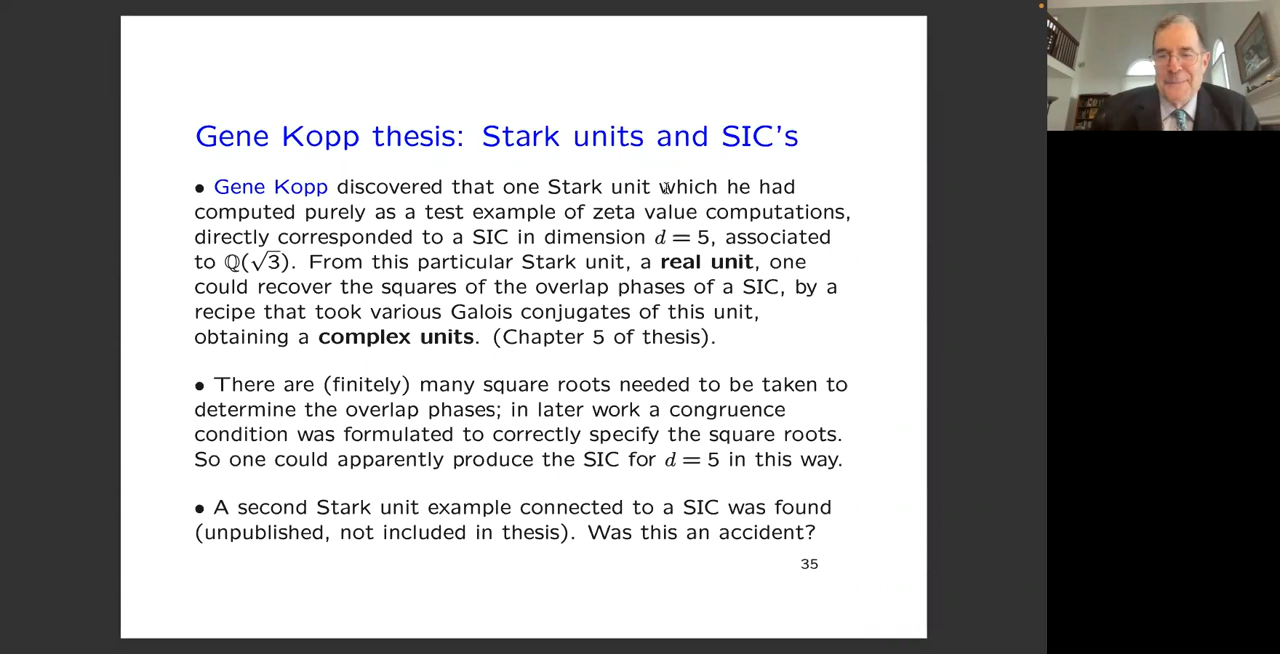 Gene Kopp thesis: Stark units and SIC's
• Gene Kopp discovered that one Stark unit which he had
computed purely as a test example of zeta value computations,
directly corresponded to a SIC in dimension d = 5, associated
to ℚ(√3). From this particular Stark unit, a real unit, one
could recover the squares of the overlap phases of a SIC, by a
recipe that took various Galois conjugates of this unit,
obtaining a complex units. (Chapter 5 of thesis).
• There are (finitely) many square roots needed to be taken to
determine the overlap phases; in later work a congruence
condition was formulated to correctly specify the square roots.
So one could apparently produce the SIC for d = 5 in this way.
• A second Stark unit example connected to a SIC was found
(unpublished, not included in thesis). Was this an accident?
35